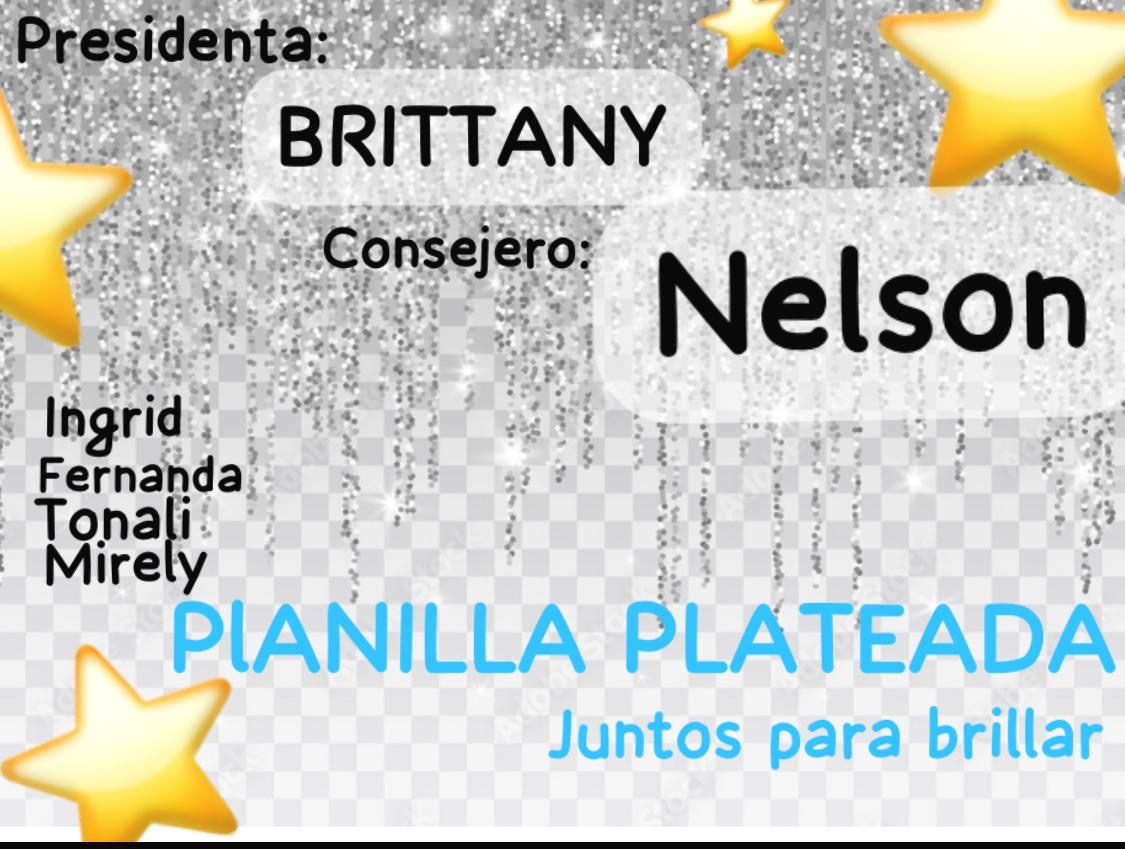 Presidenta:
BRITTANY
Consejero:
Nelson
Ingrid
Fernanda
Tonali
Mirely
PlANILLA PLATEADA
Juntos para brillar